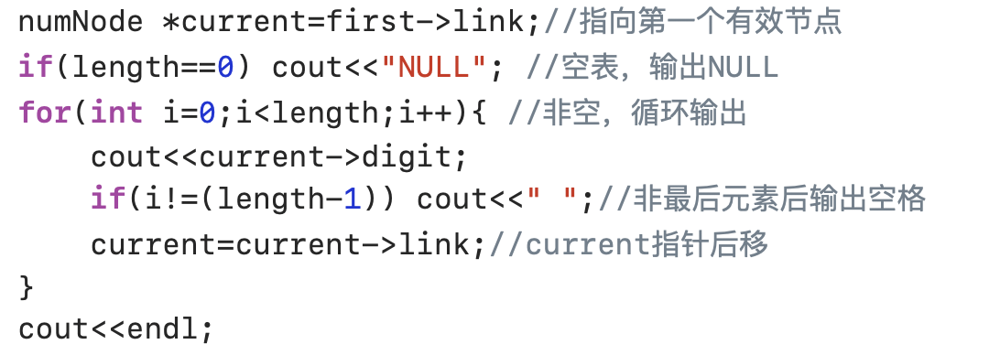 numNode *current=first->link;//指向第一个有效节点
if(length==0) cout<<"NULL"; //空表，输出NULL
for(int i=0;i<length;i++){ //非空，循环输出
    cout<<current->digit;
    if(i!=(length-1)) cout<<" ";//非最后元素后输出空格
    current=current->link;//current指针后移
}
cout<<endl;